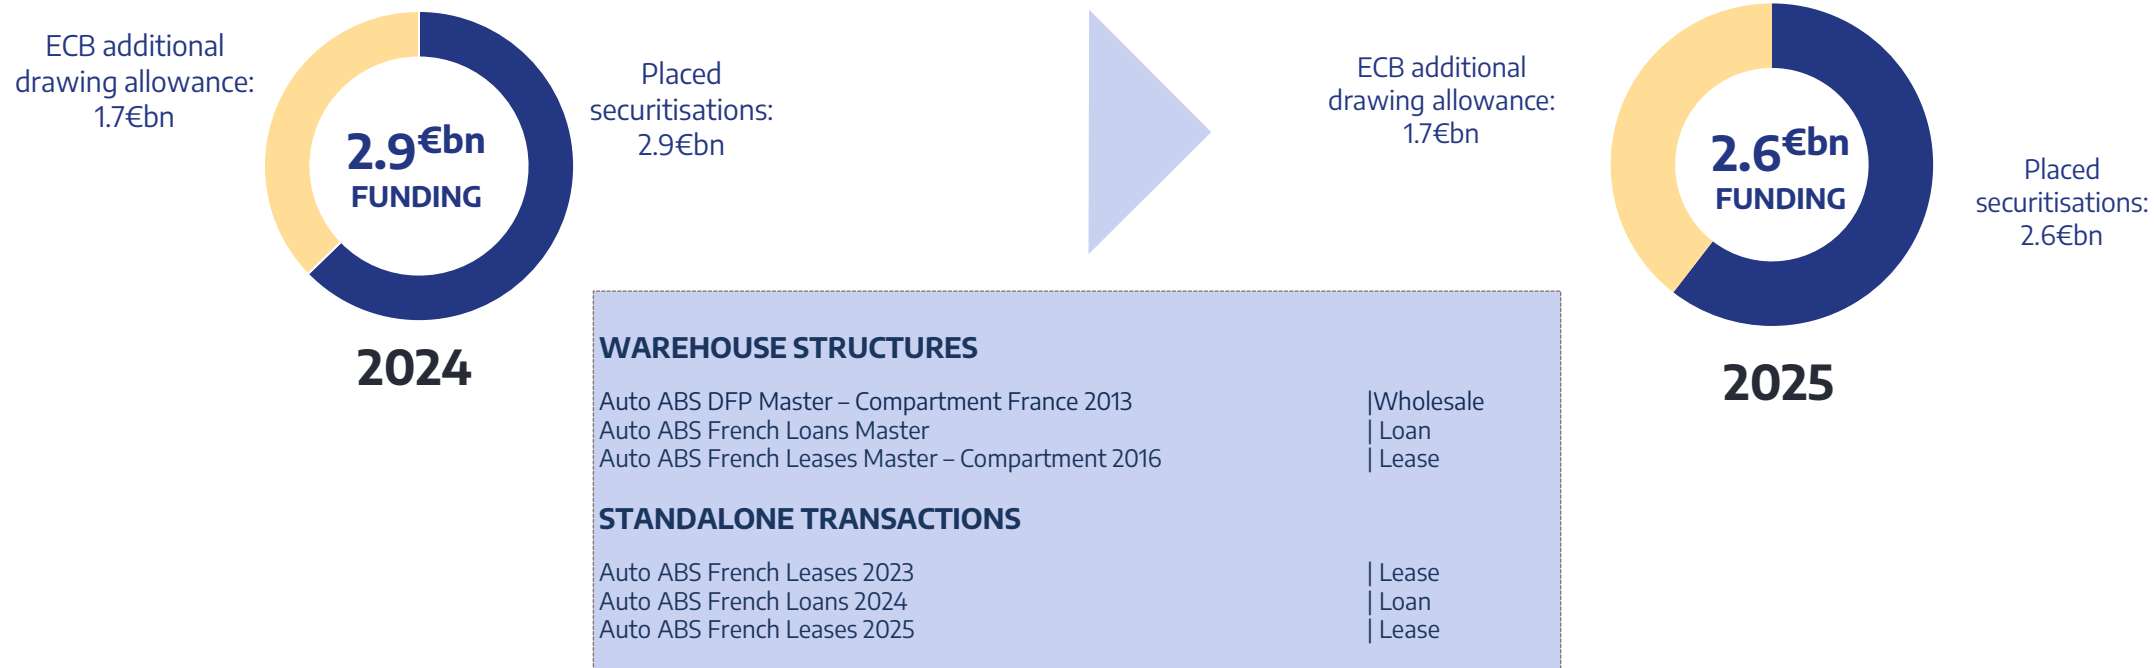 ECB additional
drawing allowance:
1.7€bn
2.9€bn
FUNDING
Placed
securitisations:
2.9€bn
2024
ECB additional
drawing allowance:
1.7€bn
2.6€bn
FUNDING
Placed
securitisations:
2.6€bn
2025
WAREHOUSE STRUCTURES
Auto ABS DFP Master – Compartment France 2013 |Wholesale
Auto ABS French Loans Master | Loan
Auto ABS French Leases Master – Compartment 2016 | Lease
STANDALONE TRANSACTIONS
Auto ABS French Leases 2023 | Lease
Auto ABS French Loans 2024 | Loan
Auto ABS French Leases 2025 | Lease